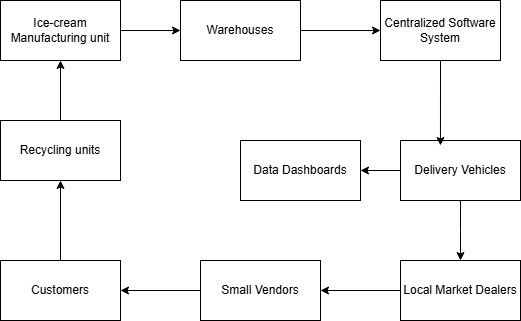 Ice-cream
Manufacturing unit
Warehouses
Centralized Software
System
Recycling units
Data Dashboards
Delivery Vehicles
Customers
Small Vendors
Local Market Dealers